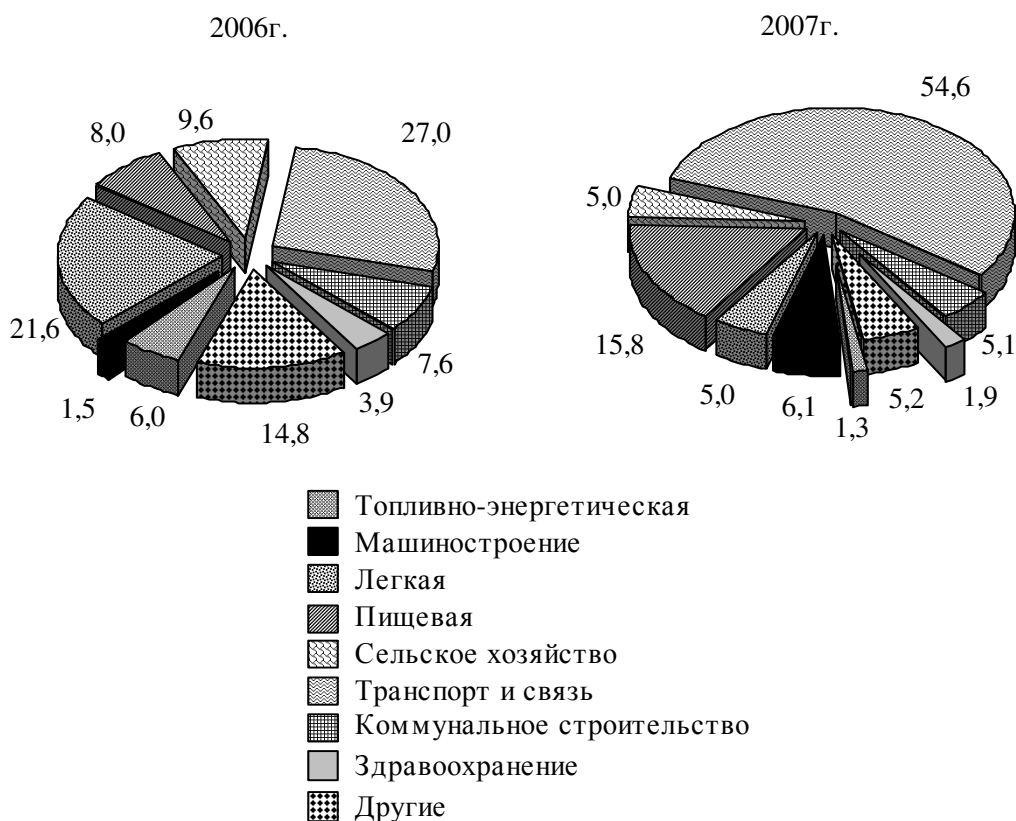 2006г.
2007г.
9,6
8,0
27,0
21,6
1,5
6,0
14,8
3,9
7,6
54,6
5,0
15,8
5,0
6,1
1,3
5,2
1,9
5,1
Топливно-энергетическая
Машиностроение
Легкая
Пищевая
Сельское хозяйство
Транспорт и связь
Коммунальное строительство
Здравоохранение
Другие